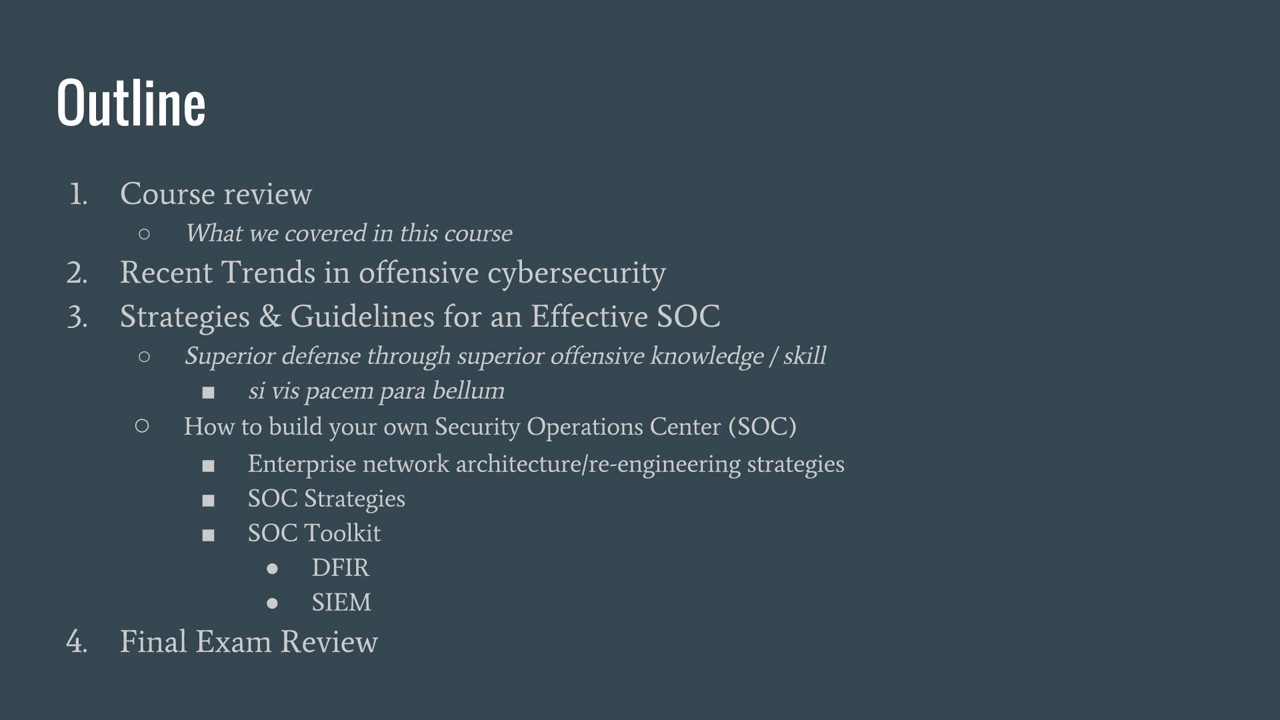 Outline
1. Course review
○ What we covered in this course
2. Recent Trends in offensive cybersecurity
3. Strategies & Guidelines for an Effective SOC
○ Superior defense through superior offensive knowledge / skill
■ si vis pacem para bellum
○ How to build your own Security Operations Center (SOC)
■ Enterprise network architecture/re-engineering strategies
■ SOC Strategies
■ SOC Toolkit
● DFIR
● SIEM
4. Final Exam Review